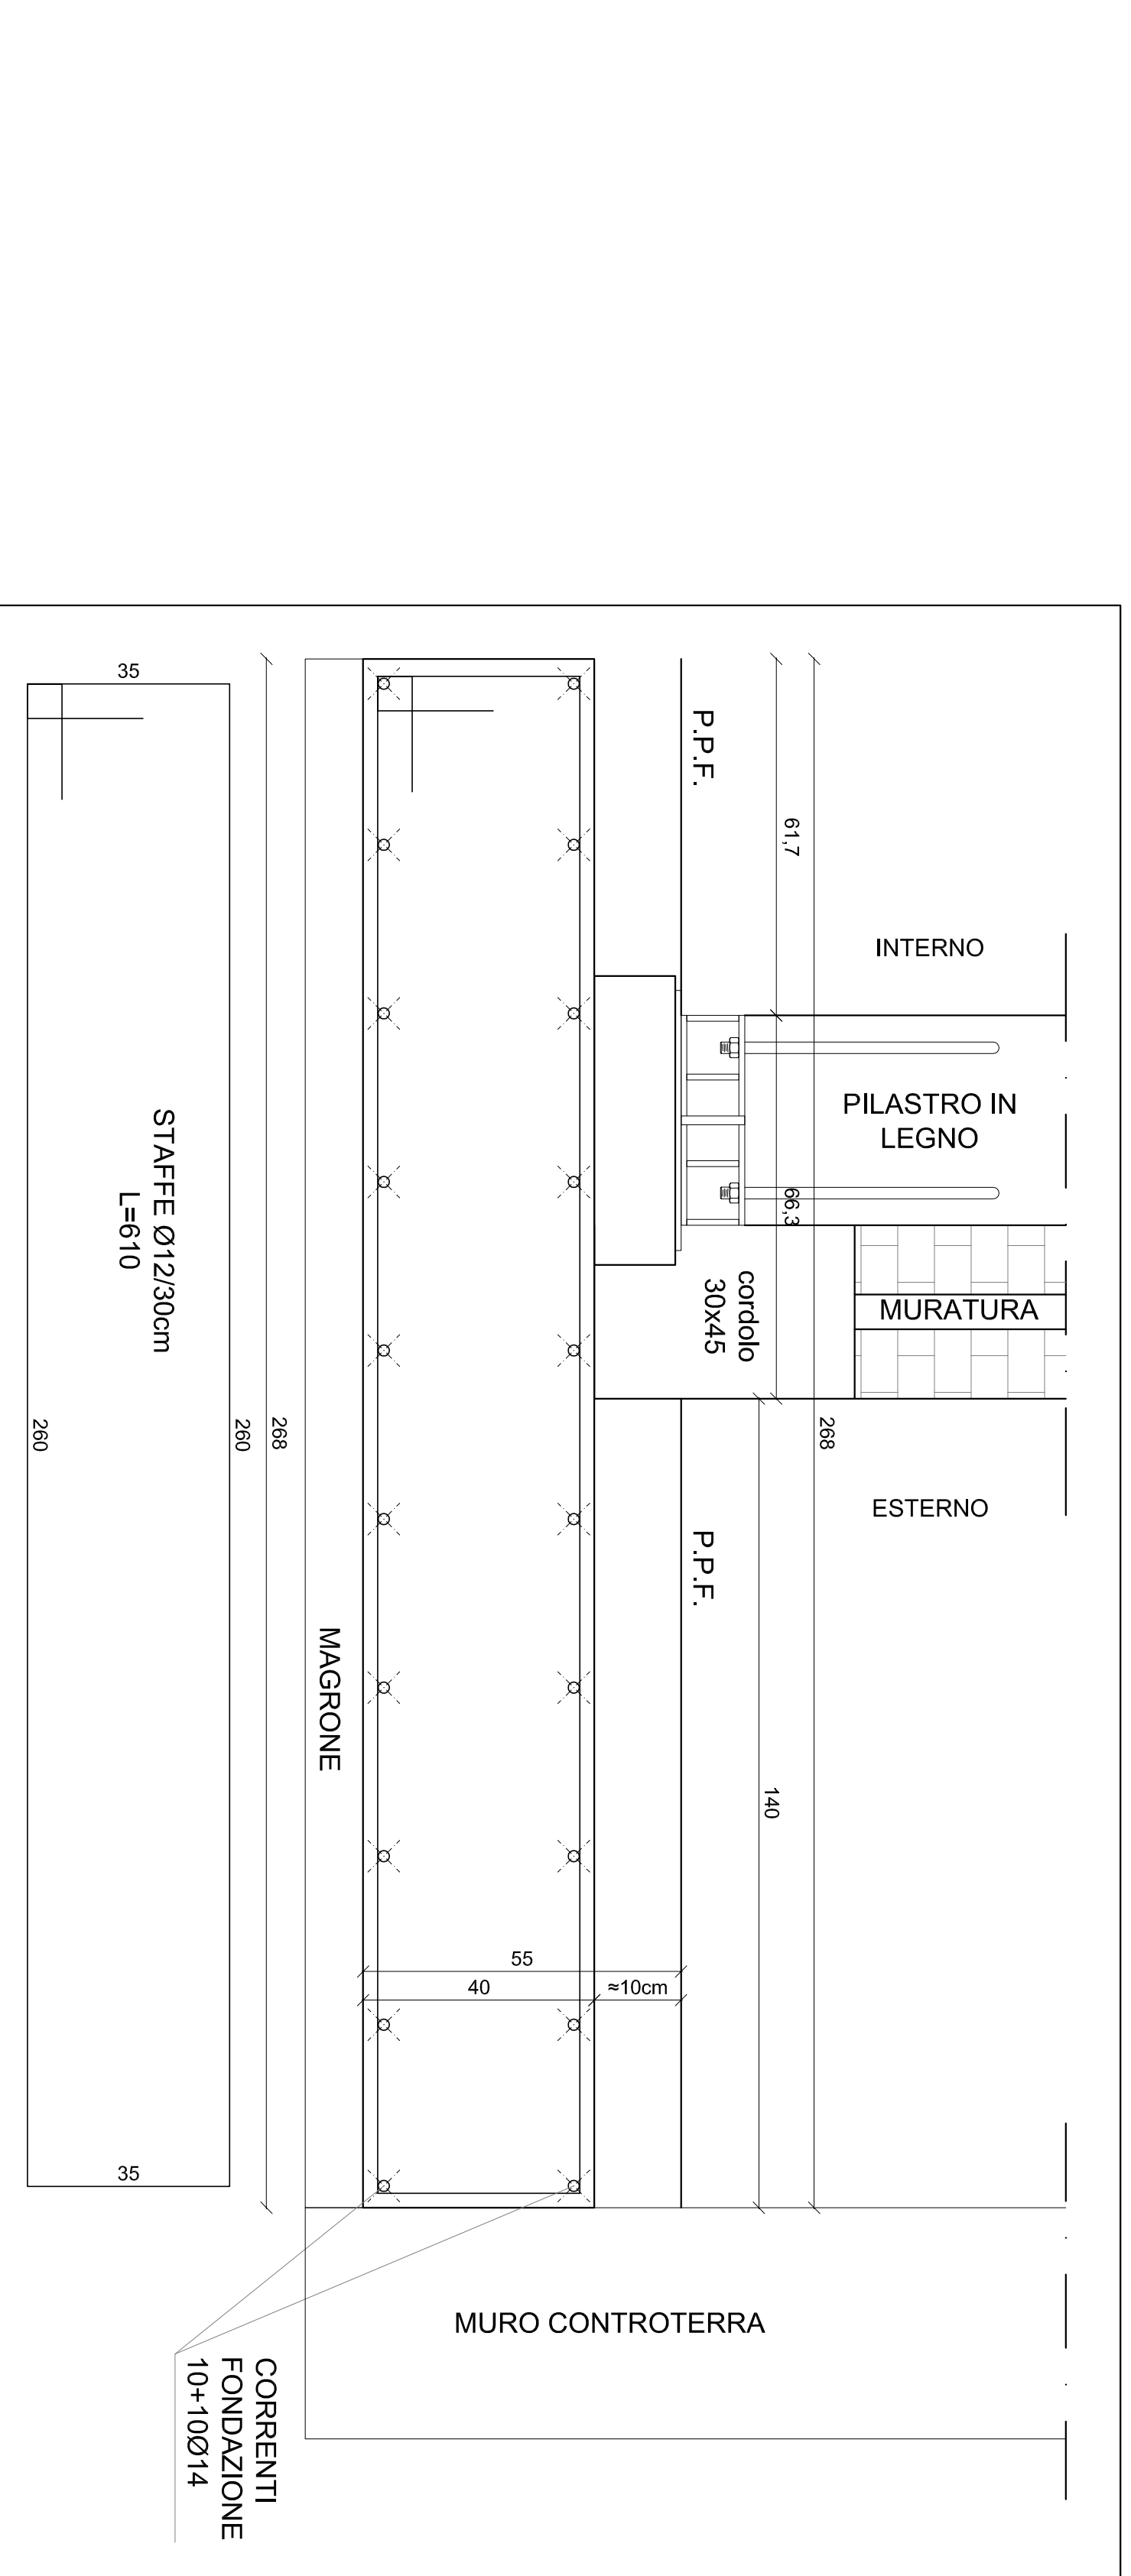 INTERNO
PILASTRO IN
LEGNO
MURATURA
ESTERNO
268
61,7
66,3
140
cordolo
30x45
P.P.F.
P.P.F.
55
40
≈10cm
MAGRONE
MURO CONTROTERRA
268
260
35
35
STAFFE Ø12/30cm
L=610
260
CORRENTI
FONDAZIONE
10+10Ø14